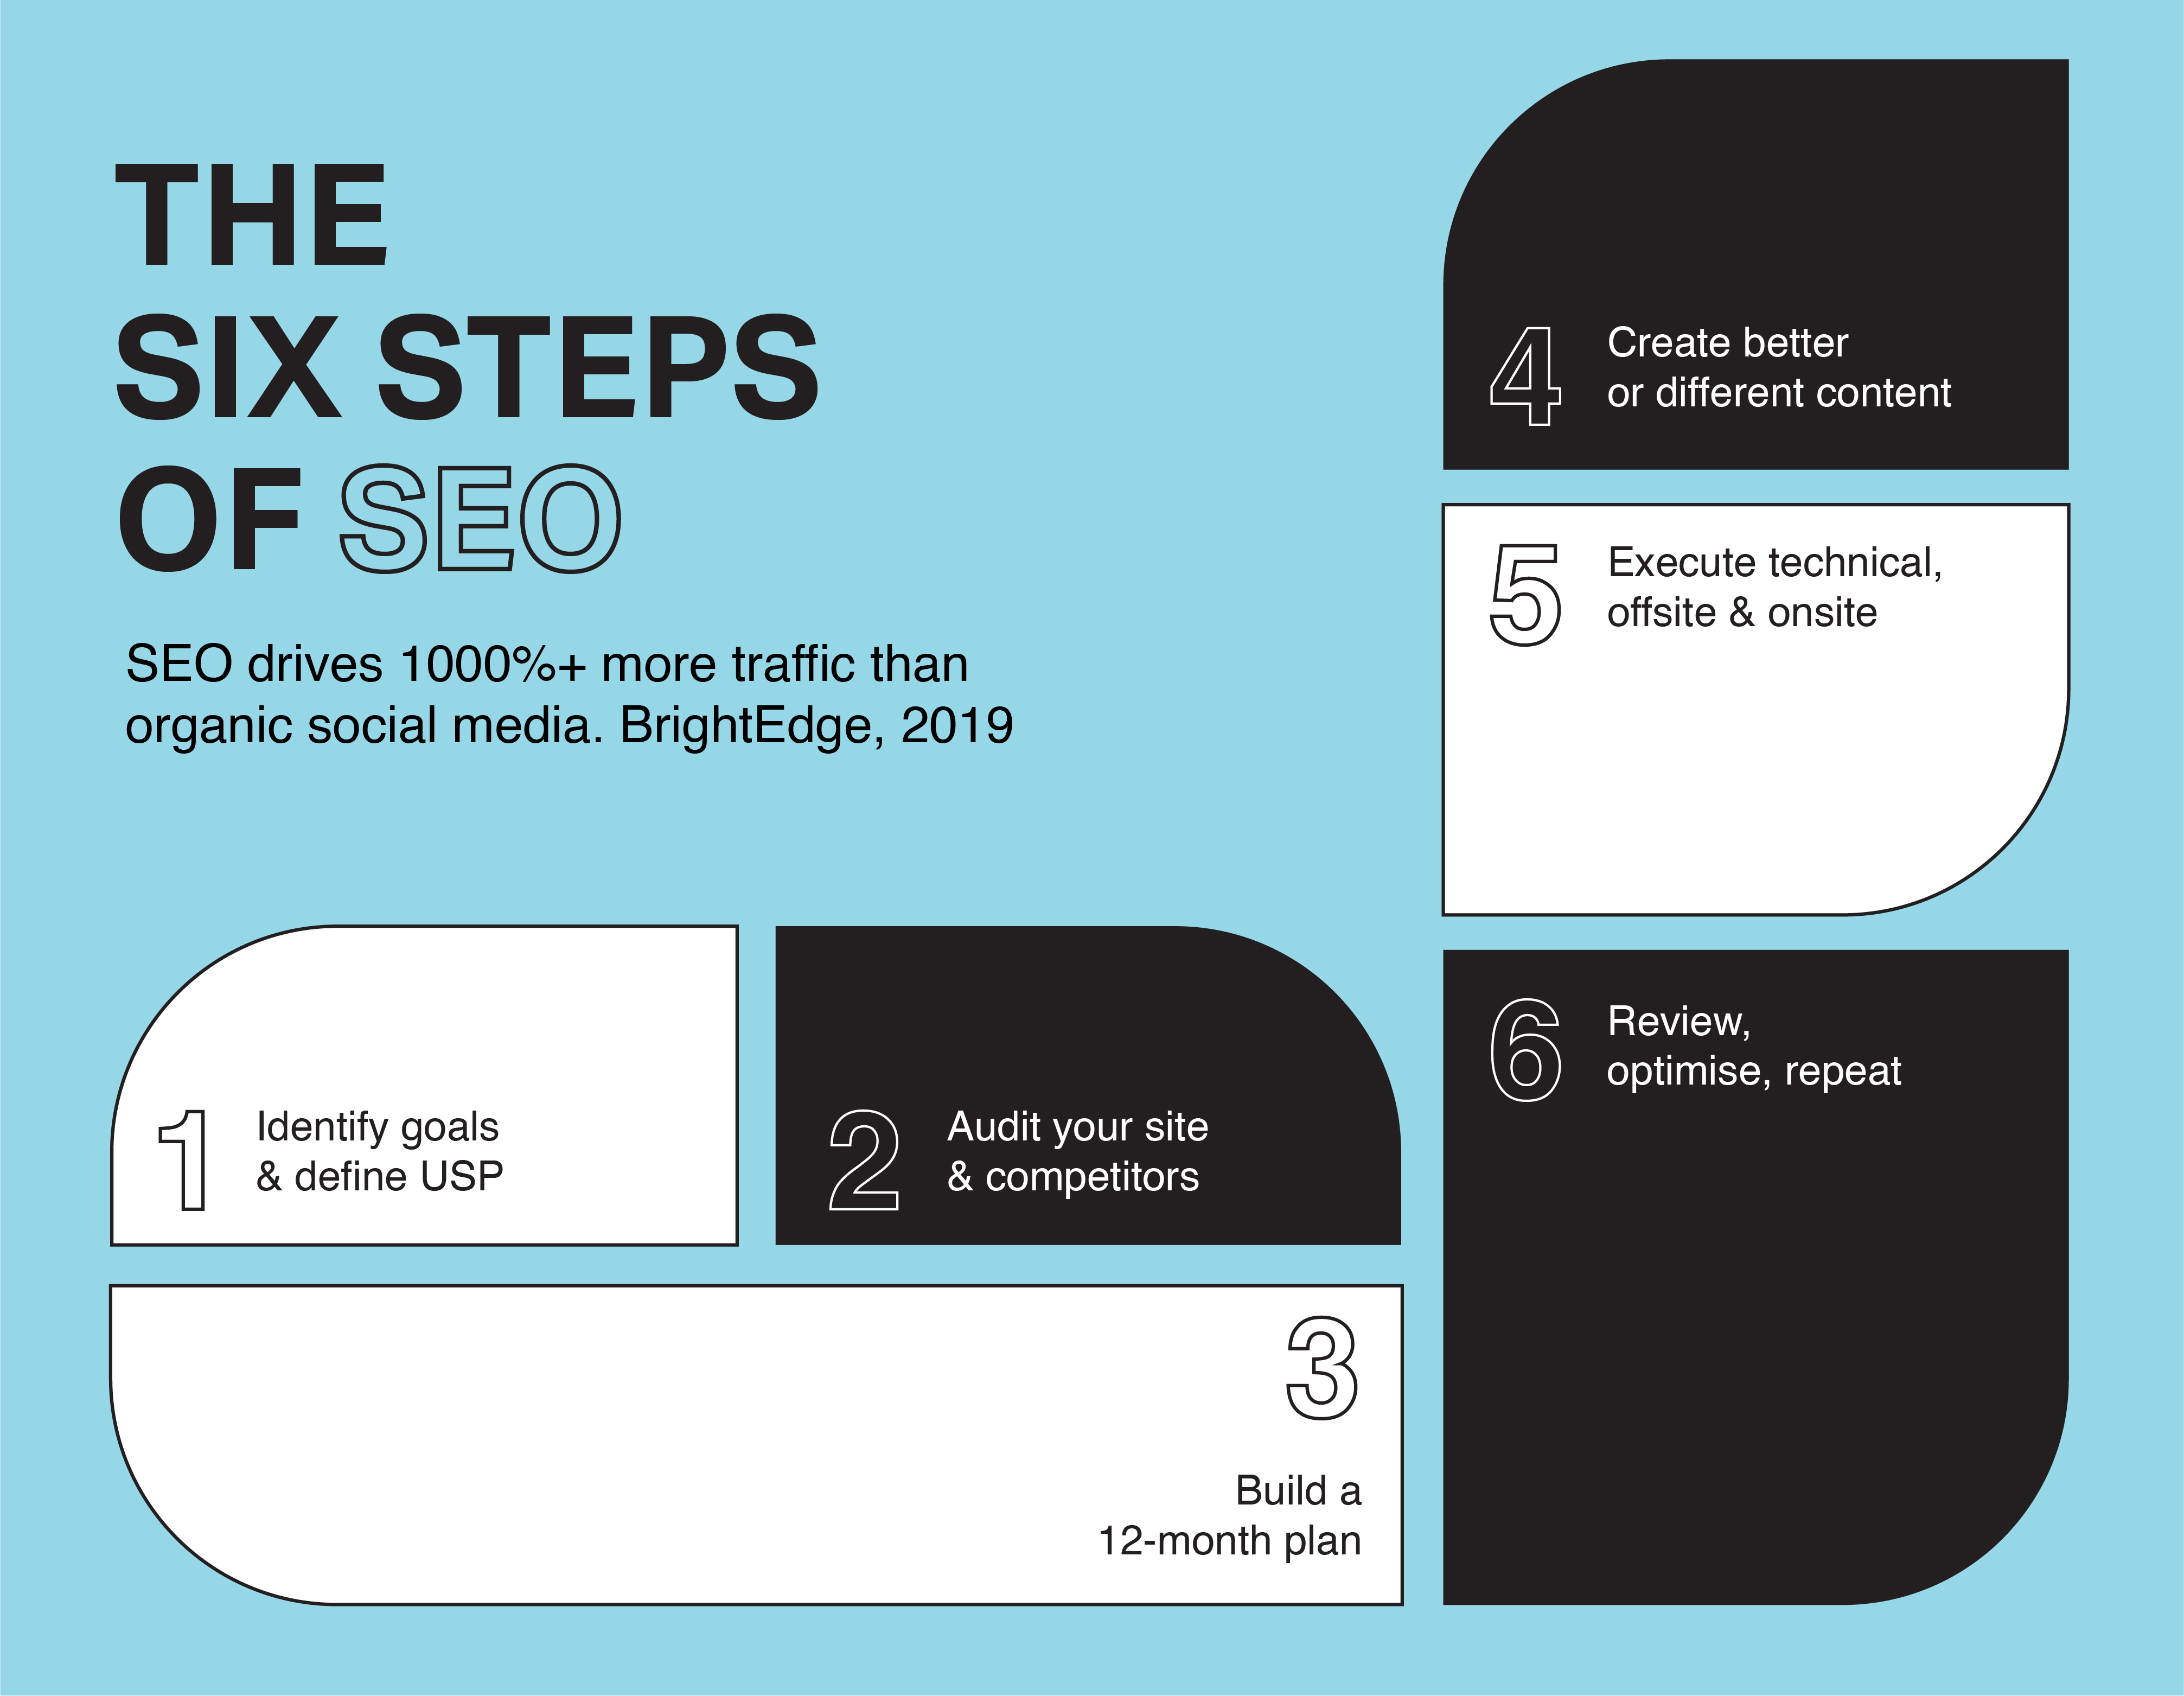 THE
SIX STEPS
OF SEO
SEO drives 1000%+ more traffic than
organic social media. BrightEdge, 2019
1
Identify goals
& define USP
2
Audit your site
& competitors
3
Build a
12-month plan
4
Create better
or different content
5
Execute technical,
offsite & onsite
6
Review,
optimise, repeat